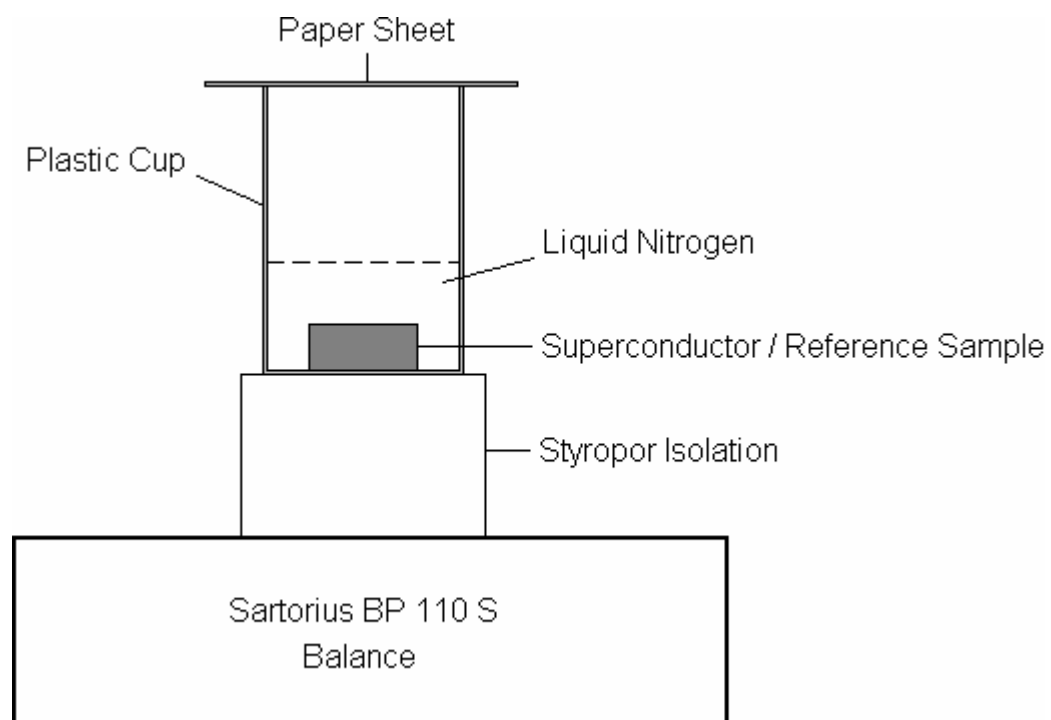 Paper Sheet
Plastic Cup
Liquid Nitrogen
Superconductor / Reference Sample
Styropor Isolation
Sartorius BP 110 S
Balance